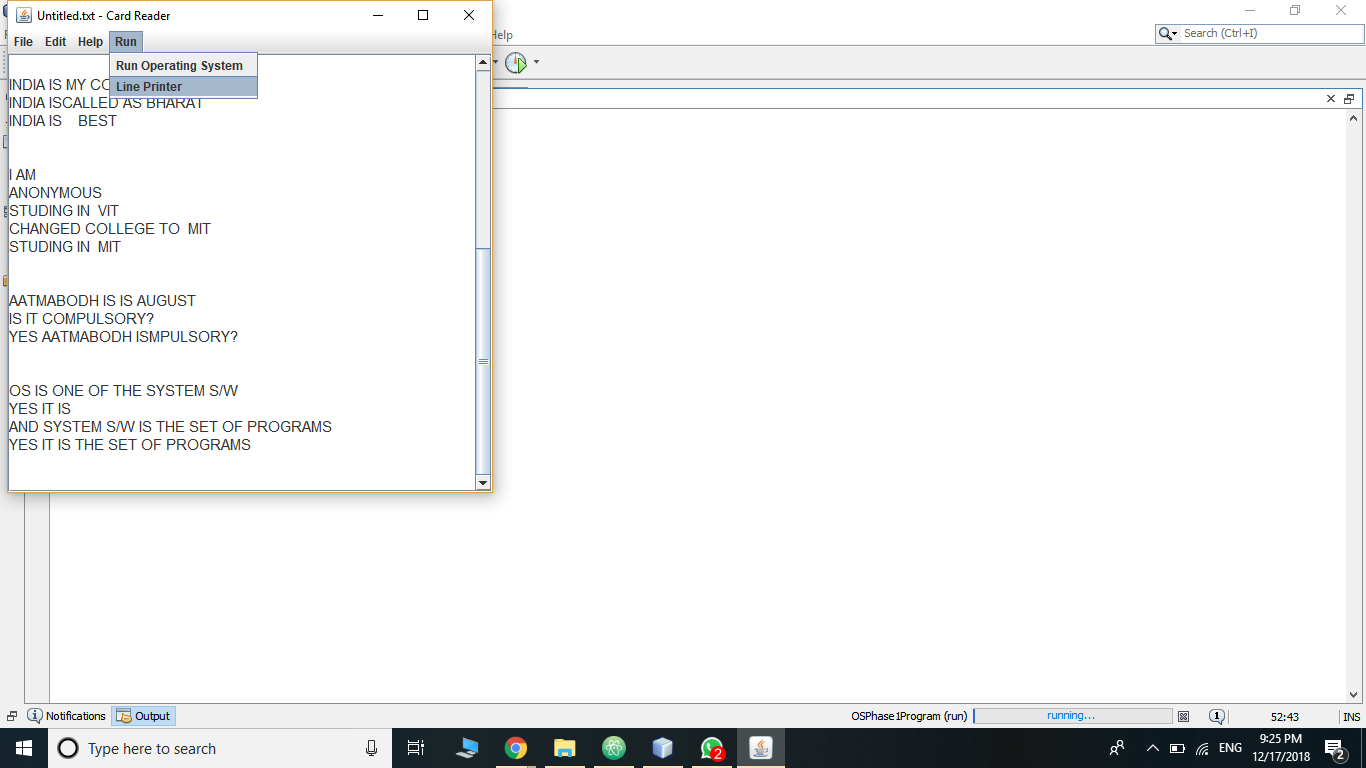 Untitled.txt - Card Reader
File Edit Help Run
Help
Search (Ctrl+I)
Run Operating System
Line Printer
INDIA IS MY CO
INDIA ISCALLED AS BHARAT
INDIA IS    BEST
I AM
ANONYMOUS
STUDING IN  VIT
CHANGED COLLEGE TO  MIT
STUDING IN  MIT
AATMABODH IS IS AUGUST
IS IT COMPULSORY?
YES AATMABODH ISMPULSORY?
OS IS ONE OF THE SYSTEM S/W
YES IT IS
AND SYSTEM S/W IS THE SET OF PROGRAMS
YES IT IS THE SET OF PROGRAMS
Notifications Output OSPhase1Program (run) running... 1 52:43 INS
Type here to search 2 ENG 9:25 PM
12/17/2018 2